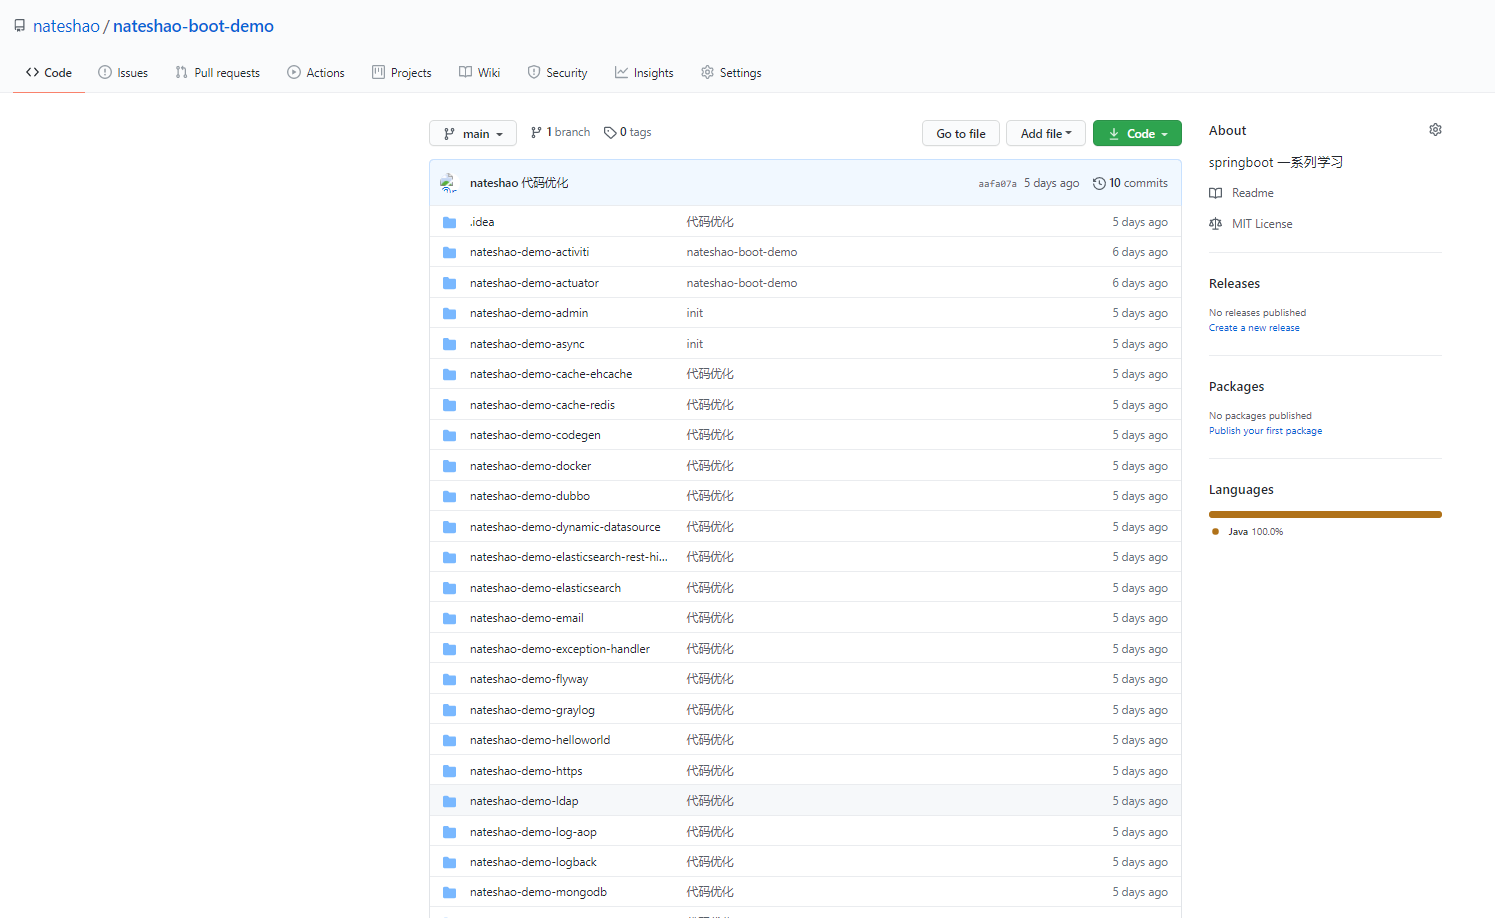 nateshao / nateshao-boot-demo
Code Issues Pull requests Actions Projects Wiki Security Insights Settings
main 1 branch 0 tags Go to file Add file Code
nateshao 代码优化 aafa07a 5 days ago 10 commits
.idea 代码优化 5 days ago
nateshao-demo-activiti nateshao-boot-demo 6 days ago
nateshao-demo-actuator nateshao-boot-demo 6 days ago
nateshao-demo-admin init 5 days ago
nateshao-demo-async init 5 days ago
nateshao-demo-cache-ehcache 代码优化 5 days ago
nateshao-demo-cache-redis 代码优化 5 days ago
nateshao-demo-codegen 代码优化 5 days ago
nateshao-demo-docker 代码优化 5 days ago
nateshao-demo-dubbo 代码优化 5 days ago
nateshao-demo-dynamic-datasource 代码优化 5 days ago
nateshao-demo-elasticsearch-rest-hi... 代码优化 5 days ago
nateshao-demo-elasticsearch 代码优化 5 days ago
nateshao-demo-email 代码优化 5 days ago
nateshao-demo-exception-handler 代码优化 5 days ago
nateshao-demo-flyway 代码优化 5 days ago
nateshao-demo-graylog 代码优化 5 days ago
nateshao-demo-helloworld 代码优化 5 days ago
nateshao-demo-https 代码优化 5 days ago
nateshao-demo-ldap 代码优化 5 days ago
nateshao-demo-log-aop 代码优化 5 days ago
nateshao-demo-logback 代码优化 5 days ago
nateshao-demo-mongodb 代码优化 5 days ago
About
springboot 一系列学习
Readme
MIT License
Releases
No releases published
Create a new release
Packages
No packages published
Publish your first package
Languages
Java 100.0%